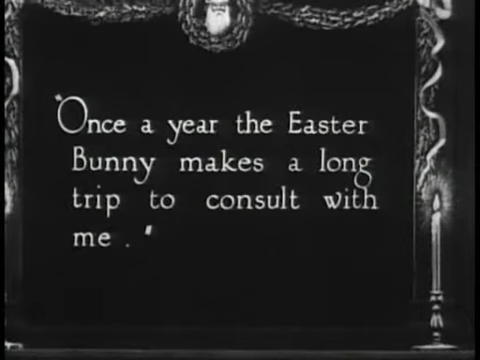 "Once a year the Easter
Bunny makes a long
trip to consult with
me . "